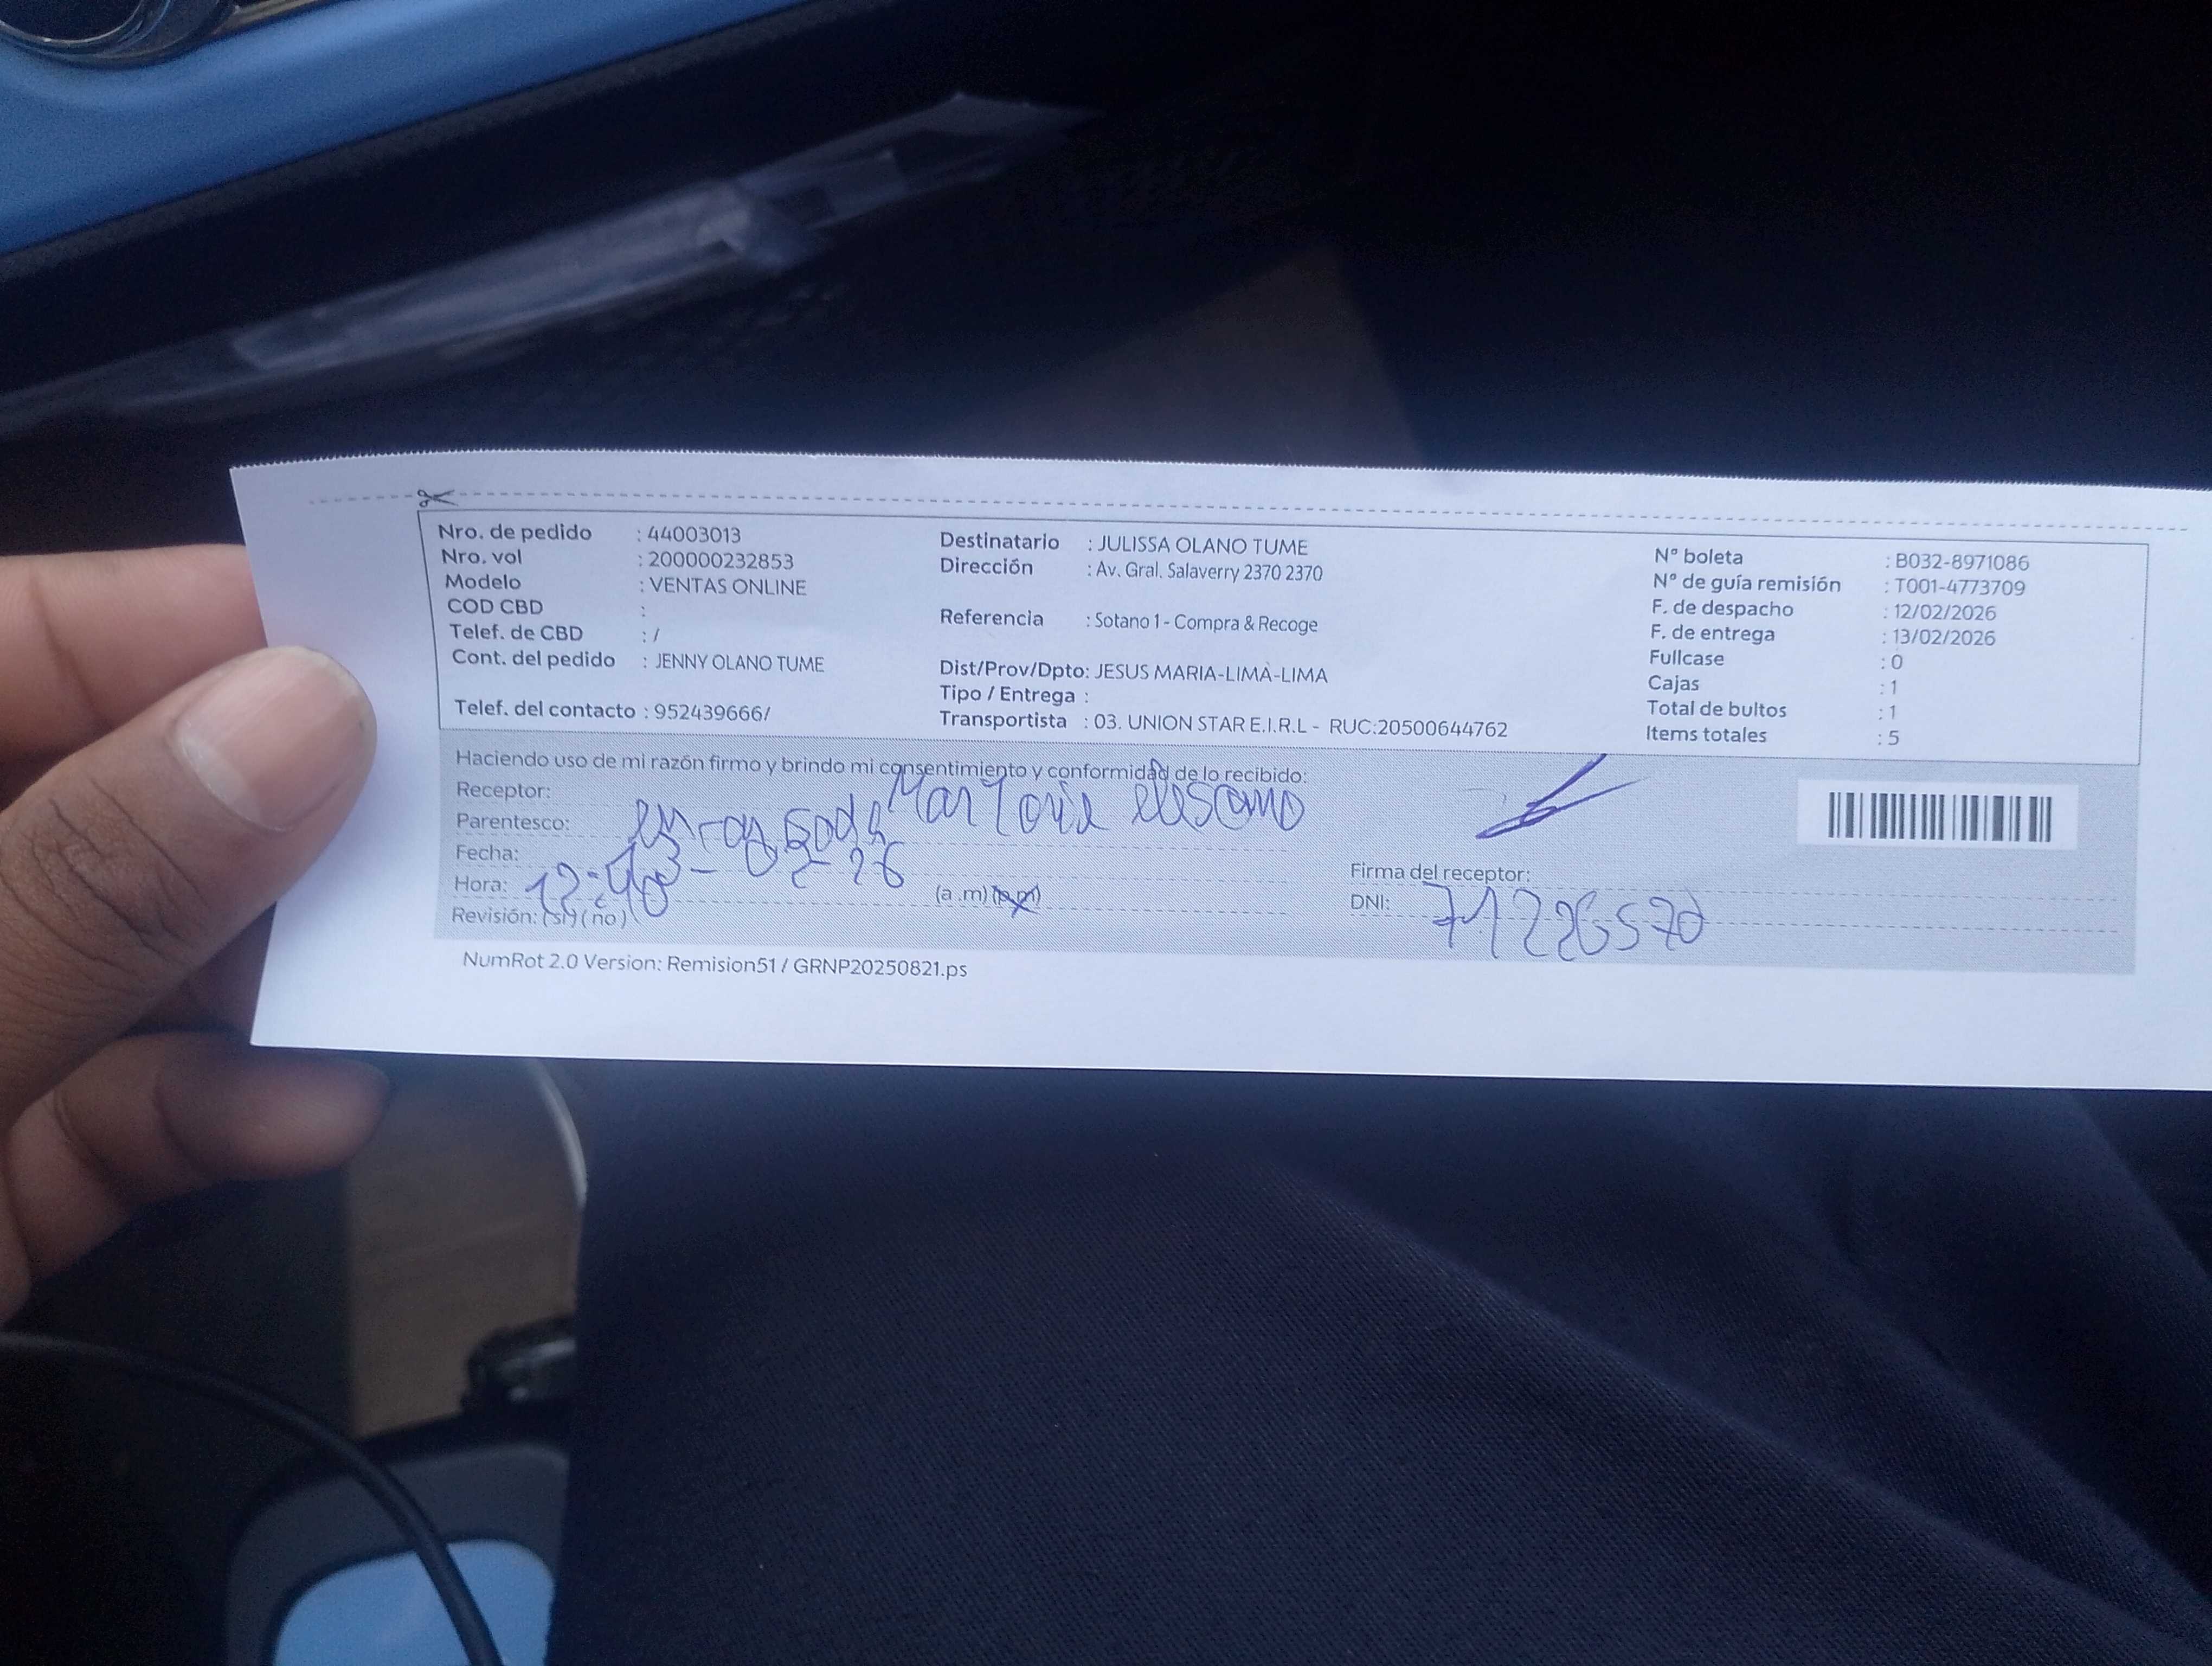 Nro. de pedido : 44003013
Nro. vol : 200000232853
Modelo : VENTAS ONLINE
COD CBD :
Telef. de CBD : /
Cont. del pedido : JENNY OLANO TUME
Telef. del contacto : 952439666/
Destinatario : JULISSA OLANO TUME
Dirección : Av. Gral. Salaverry 2370 2370
Referencia : Sotano 1 - Compra & Recoge
Dist/Prov/Dpto: JESUS MARIA-LIMA-LIMA
Tipo / Entrega :
Transportista : 03. UNION STAR E.I.R.L - RUC:20500644762
N° boleta : B032-8971086
N° de guía remisión : T001-4773709
F. de despacho : 12/02/2026
F. de entrega : 13/02/2026
Fullcase : 0
Cajas : 1
Total de bultos : 1
Items totales : 5
Haciendo uso de mi razón firmo y brindo mi consentimiento y conformidad de lo recibido:
Receptor:
Parentesco:
Fecha: 02 26
Hora: 12:40 (a .m) (p.m)
Revisión: (si) (no)
Firma del receptor:
DNI:
NumRot 2.0 Version: Remision51 / GRNP20250821.ps